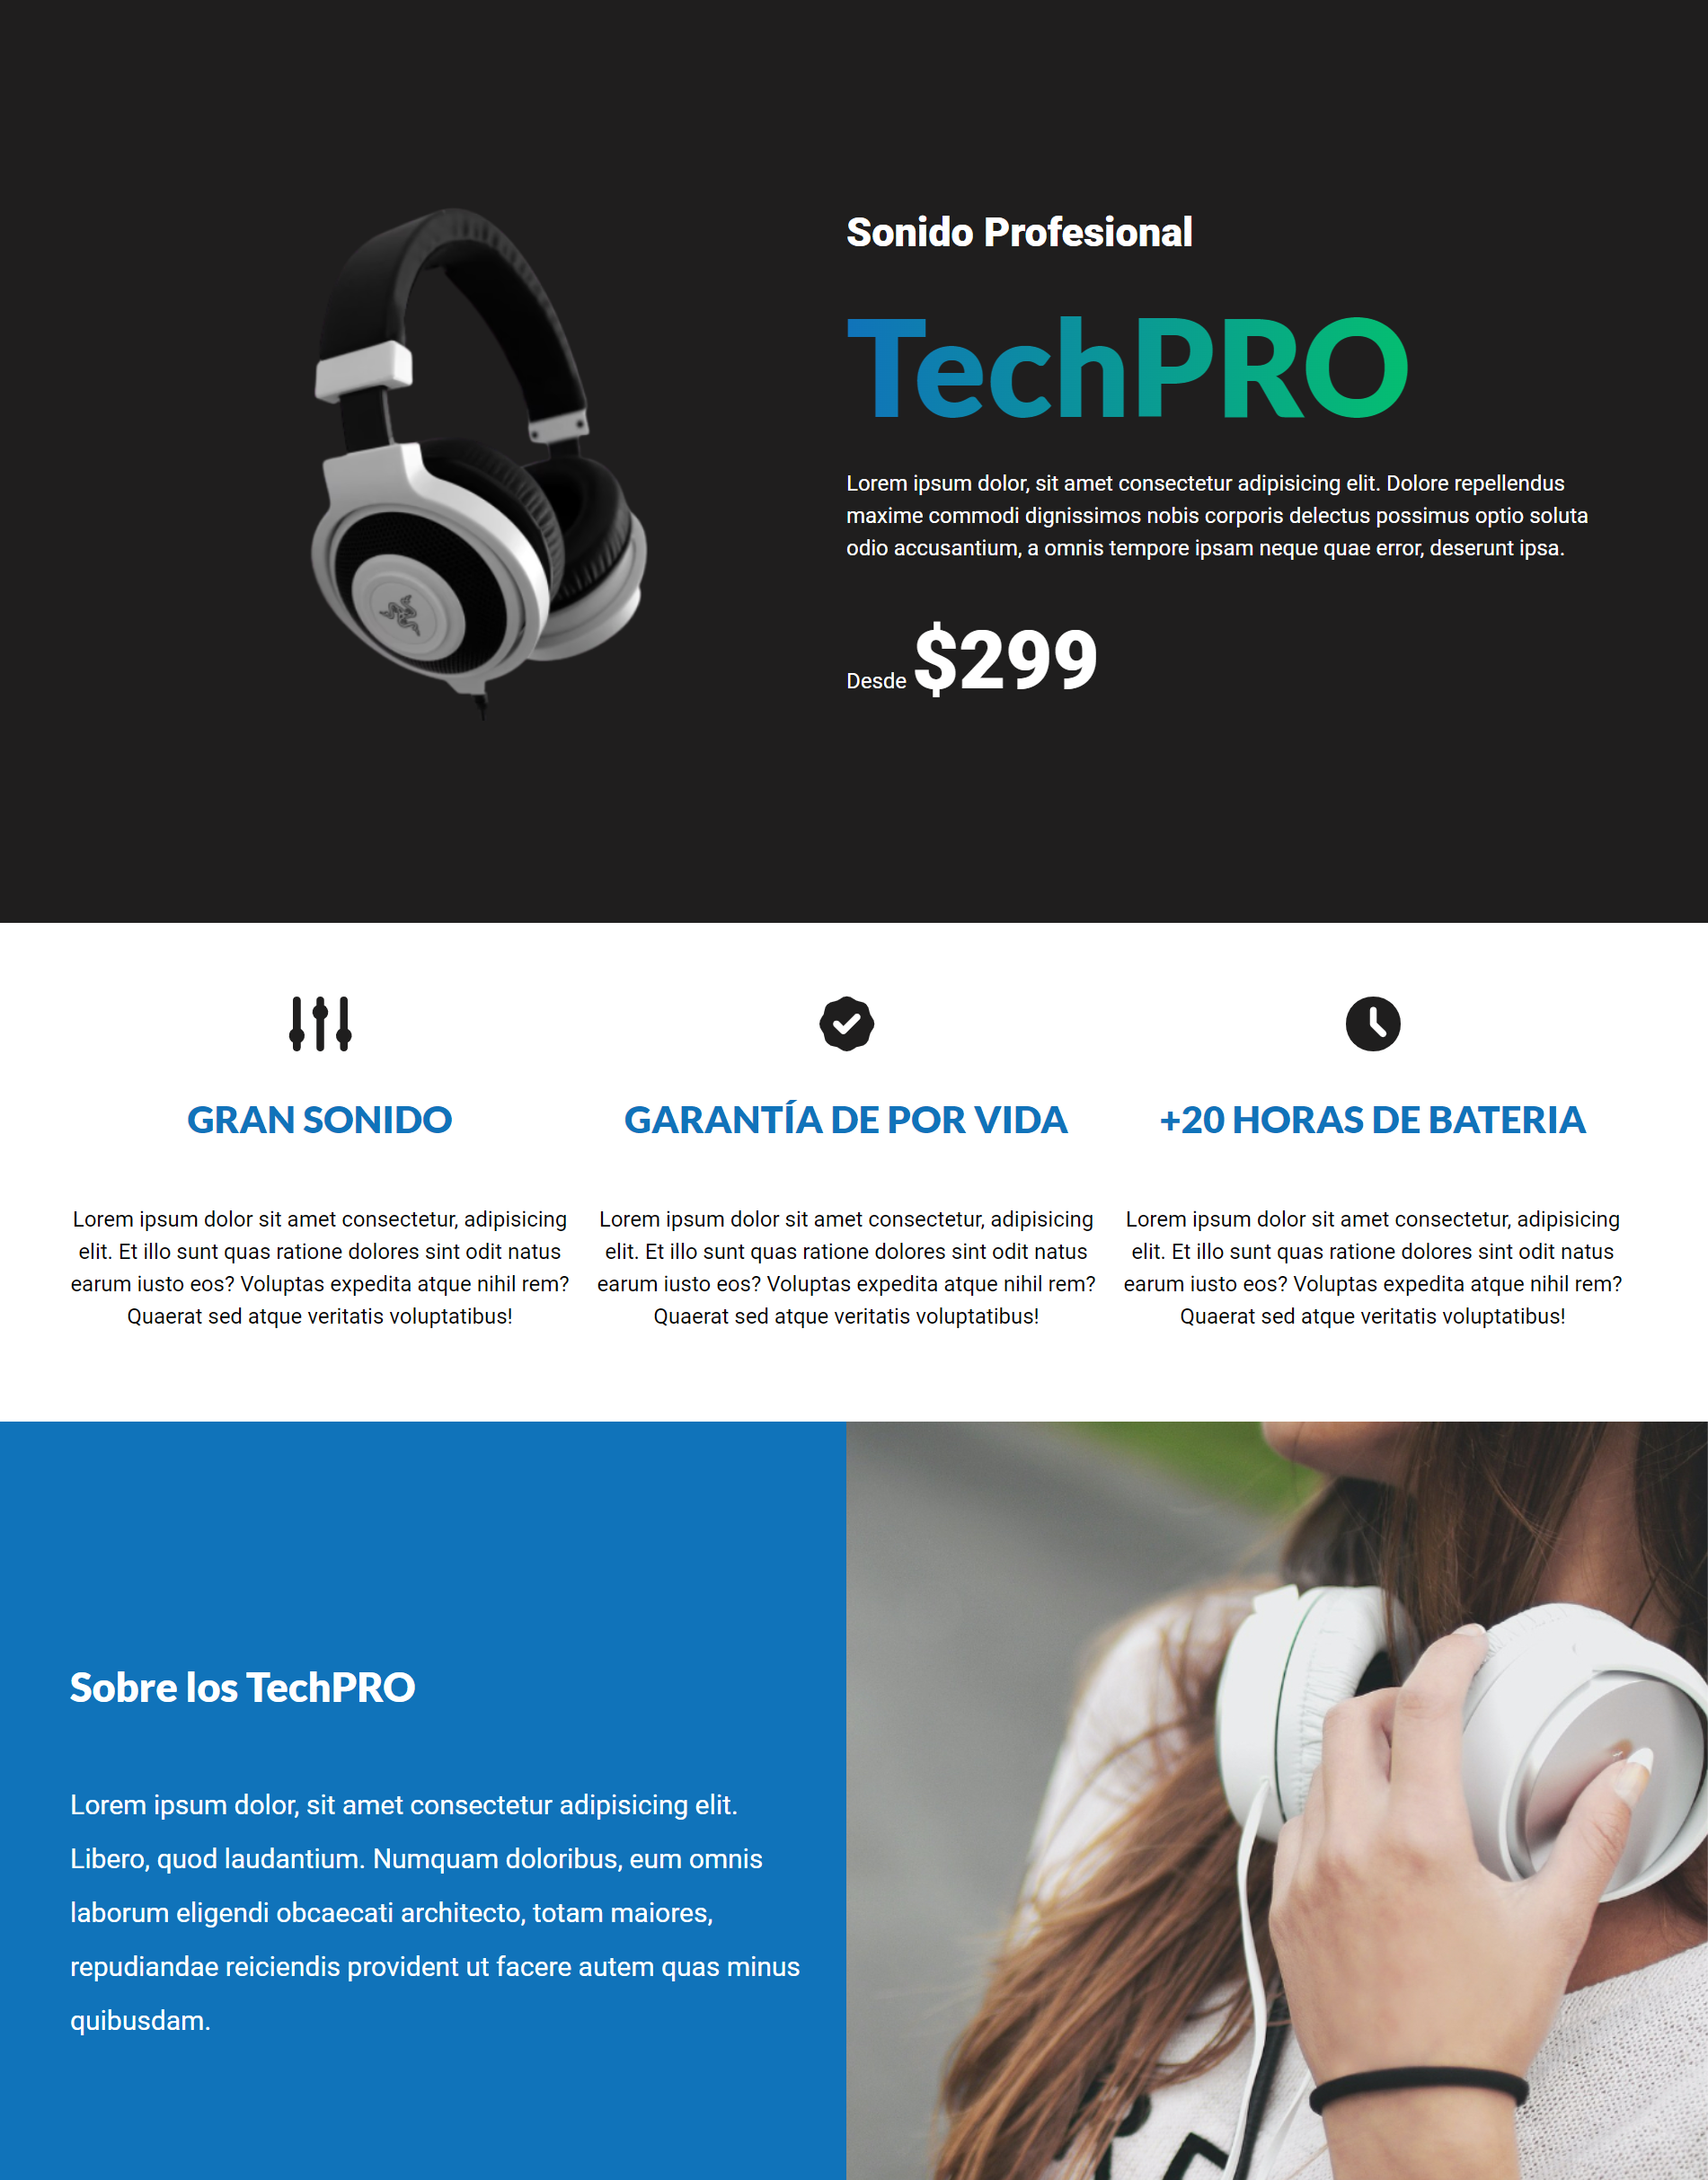 Sonido Profesional
TechPRO
Lorem ipsum dolor, sit amet consectetur adipisicing elit. Dolore repellendus
maxime commodi dignissimos nobis corporis delectus possimus optio soluta
odio accusantium, a omnis tempore ipsam neque quae error, deserunt ipsa.
Desde $299
GRAN SONIDO
Lorem ipsum dolor sit amet consectetur, adipisicing
elit. Et illo sunt quas ratione dolores sint odit natus
earum iusto eos? Voluptas expedita atque nihil rem?
Quaerat sed atque veritatis voluptatibus!
GARANTÍA DE POR VIDA
Lorem ipsum dolor sit amet consectetur, adipisicing
elit. Et illo sunt quas ratione dolores sint odit natus
earum iusto eos? Voluptas expedita atque nihil rem?
Quaerat sed atque veritatis voluptatibus!
+20 HORAS DE BATERIA
Lorem ipsum dolor sit amet consectetur, adipisicing
elit. Et illo sunt quas ratione dolores sint odit natus
earum iusto eos? Voluptas expedita atque nihil rem?
Quaerat sed atque veritatis voluptatibus!
Sobre los TechPRO
Lorem ipsum dolor, sit amet consectetur adipisicing elit.
Libero, quod laudantium. Numquam doloribus, eum omnis
laborum eligendi obcaecati architecto, totam maiores,
repudiandae reiciendis provident ut facere autem quas minus
quibusdam.